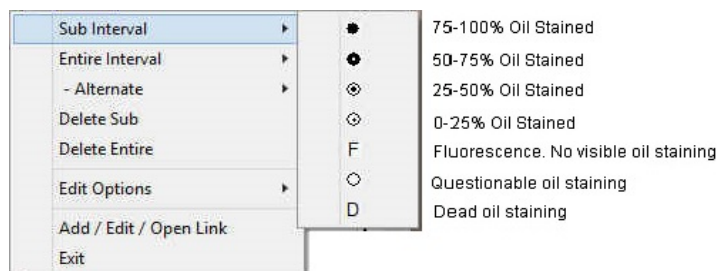 Sub Interval
Entire Interval
- Alternate
Delete Sub
Delete Entire
Edit Options
Add / Edit / Open Link
Exit
75-100% Oil Stained
50-75% Oil Stained
25-50% Oil Stained
0-25% Oil Stained
F Fluorescence. No visible oil staining
Questionable oil staining
D Dead oil staining